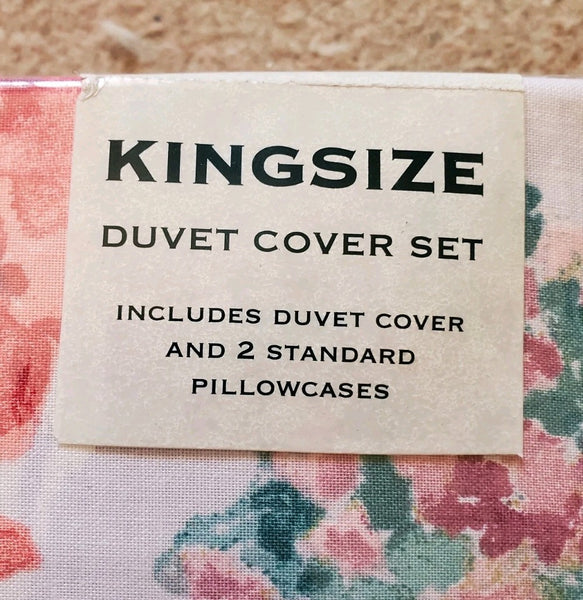 KINGSIZE
DUVET COVER SET
INCLUDES DUVET COVER
AND 2 STANDARD
PILLOWCASES